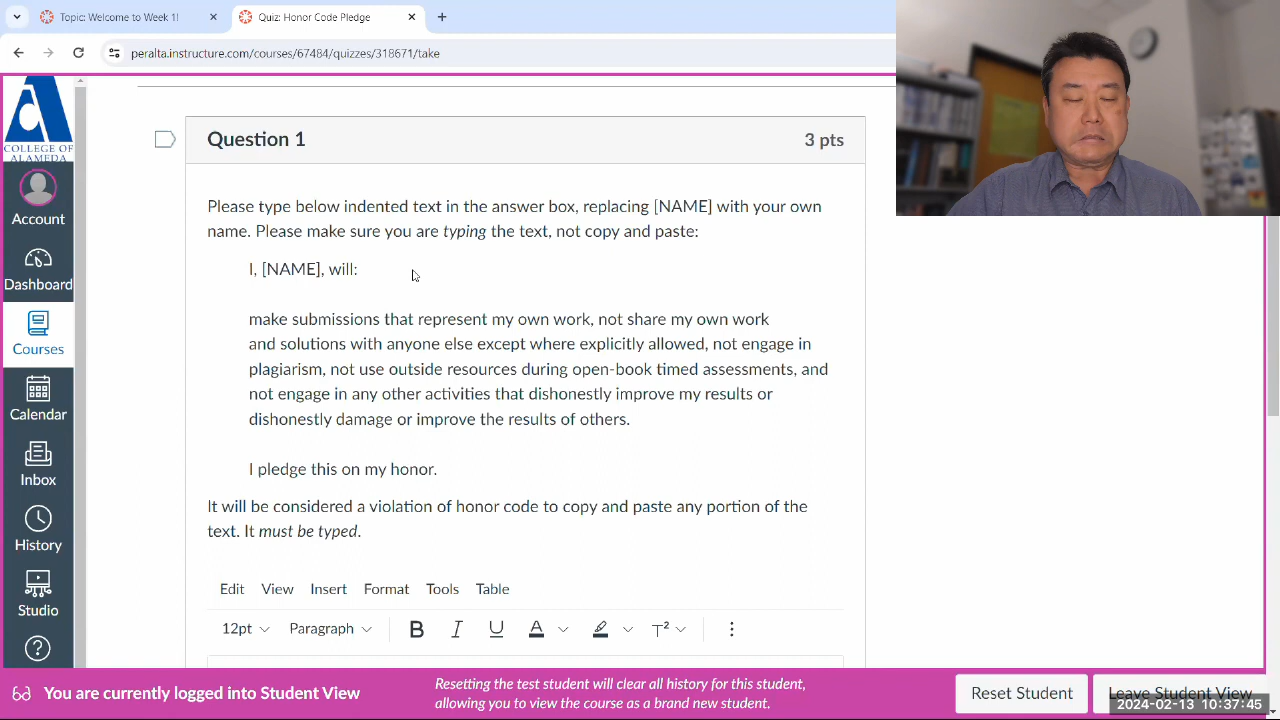 Topic: Welcome to Week 1!
Quiz: Honor Code Pledge
peralta.instructure.com/courses/67484/quizzes/318671/take
COLLEGE OF
ALAMEDA
Account
Dashboard
Courses
Calendar
Inbox
History
Studio
Question 1
3 pts
Please type below indented text in the answer box, replacing [NAME] with your own
name. Please make sure you are typing the text, not copy and paste:
I, [NAME], will:
make submissions that represent my own work, not share my own work
and solutions with anyone else except where explicitly allowed, not engage in
plagiarism, not use outside resources during open-book timed assessments, and
not engage in any other activities that dishonestly improve my results or
dishonestly damage or improve the results of others.
I pledge this on my honor.
It will be considered a violation of honor code to copy and paste any portion of the
text. It must be typed.
Edit View Insert Format Tools Table
12pt Paragraph B I U A T²
You are currently logged into Student View
Resetting the test student will clear all history for this student,
allowing you to view the course as a brand new student.
Reset Student
Leave Student View
2024-02-13 10:37:45